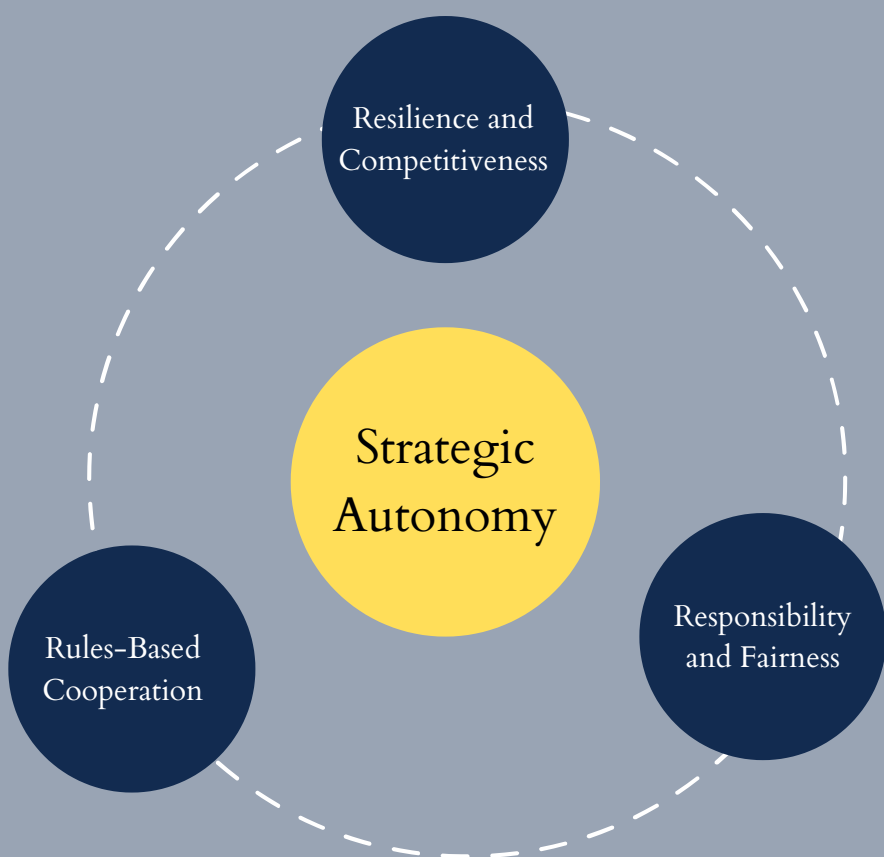 Resilience and
Competitiveness
Strategic
Autonomy
Responsibility
and Fairness
Rules-Based
Cooperation